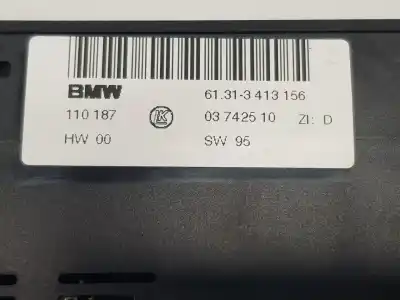 BMW 61.31-3 413 156
110 187 K 03 7425 10 ZI: D
HW 00 SW 95